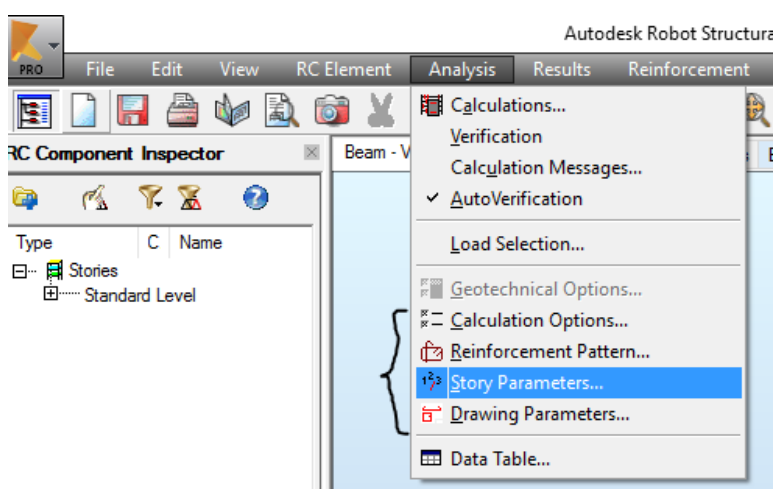 Autodesk Robot Structura
PRO File Edit View RC Element Analysis Results Reinforcement
RC Component Inspector
Beam - V
Type C Name
Stories
Standard Level
Calculations...
Verification
Calculation Messages...
AutoVerification
Load Selection...
Geotechnical Options...
Calculation Options...
Reinforcement Pattern...
Story Parameters...
Drawing Parameters...
Data Table...